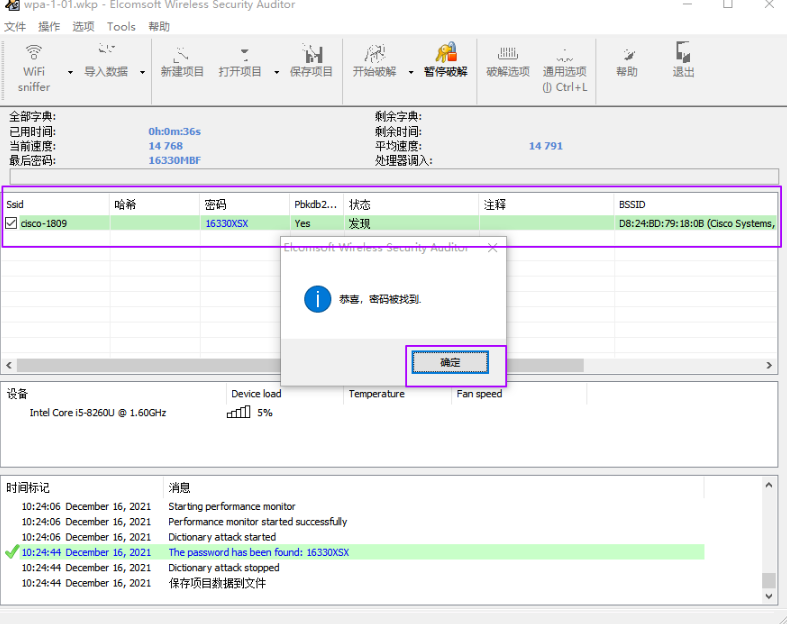 wpa-1-01.wkp - Elcomsoft Wireless Security Auditor
文件 操作 选项 Tools 帮助
WiFi sniffer 导入数据 新建项目 打开项目 保存项目 开始破解 暂停破解 破解选项 通用选项 (J) Ctrl+L 帮助 退出
全部字典: 剩余字典:
已用时间: 0h:0m:36s 剩余时间:
当前速度: 14 768 平均速度: 14 791
最后密码: 16330MBF 处理器调入:
Ssid 哈希 密码 Pbkdb2... 状态 注释 BSSID
cisco-1809 16330XSX Yes 发现 D8:24:BD:79:18:0B (Cisco Systems,
Elcomsoft Wireless Security Auditor
恭喜，密码被找到.
确定
设备 Device load Temperature Fan speed
Intel Core i5-8260U @ 1.60GHz 5%
时间标记 消息
10:24:06 December 16, 2021 Starting performance monitor
10:24:06 December 16, 2021 Performance monitor started successfully
10:24:06 December 16, 2021 Dictionary attack started
10:24:44 December 16, 2021 The password has been found: 16330XSX
10:24:44 December 16, 2021 Dictionary attack stopped
10:24:44 December 16, 2021 保存项目数据到文件